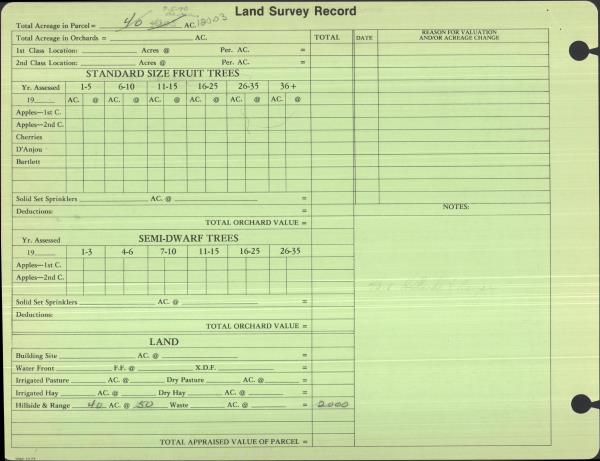 Land Survey Record
Total Acreage in Parcel = 40 AC.
Total Acreage in Orchards = AC. TOTAL DATE REASON FOR VALUATION AND/OR ACREAGE CHANGE
1st Class Location: Acres @ Per. AC. =
2nd Class Location: Acres @ Per. AC. =
STANDARD SIZE FRUIT TREES
Yr. Assessed 1-5 6-10 11-15 16-25 26-35 36+
19 AC. @ AC. @ AC. @ AC. @ AC. @ AC. @
Apples—1st C.
Apples—2nd C.
Cherries
D'Anjou
Bartlett
Solid Set Sprinklers AC. @ =
Deductions: =
NOTES:
TOTAL ORCHARD VALUE =
Yr. Assessed SEMI-DWARF TREES
19 1-3 4-6 7-10 11-15 16-25 26-35
Apples—1st C.
Apples—2nd C.
Solid Set Sprinklers AC. @ =
Deductions:
TOTAL ORCHARD VALUE =
LAND
Building Site AC. @ =
Water Front F.F. @ X.D.F. =
Irrigated Pasture AC. @ Dry Pasture AC. @ =
Irrigated Hay AC. @ Dry Hay AC. @ =
Hillside & Range 40 AC. @ 50 Waste AC. @ = 2000
TOTAL APPRAISED VALUE OF PARCEL =